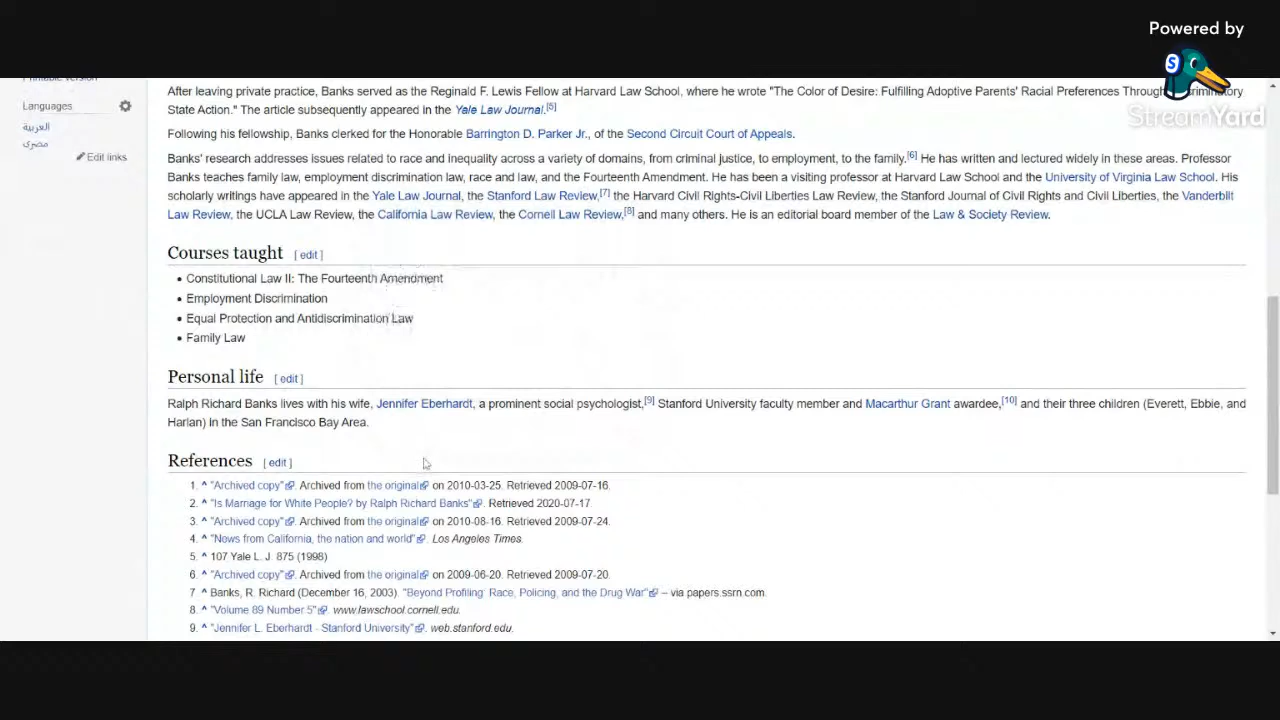 Powered by
S
StreamYard
Printable version
Languages
العربية
مصرى
Edit links
After leaving private practice, Banks served as the Reginald F. Lewis Fellow at Harvard Law School, where he wrote "The Color of Desire: Fulfilling Adoptive Parents' Racial Preferences Through
State Action." The article subsequently appeared in the Yale Law Journal.[5]
Following his fellowship, Banks clerked for the Honorable Barrington D. Parker Jr., of the Second Circuit Court of Appeals.
Banks' research addresses issues related to race and inequality across a variety of domains, from criminal justice, to employment, to the family.[6] He has written and lectured widely in these areas. Professor
Banks teaches family law, employment discrimination law, race and law, and the Fourteenth Amendment. He has been a visiting professor at Harvard Law School and the University of Virginia Law School. His
scholarly writings have appeared in the Yale Law Journal, the Stanford Law Review,[7] the Harvard Civil Rights-Civil Liberties Law Review, the Stanford Journal of Civil Rights and Civil Liberties, the Vanderbilt
Law Review, the UCLA Law Review, the California Law Review, the Cornell Law Review,[8] and many others. He is an editorial board member of the Law & Society Review.
Courses taught [ edit ]
• Constitutional Law II: The Fourteenth Amendment
• Employment Discrimination
• Equal Protection and Antidiscrimination Law
• Family Law
Personal life [ edit ]
Ralph Richard Banks lives with his wife, Jennifer Eberhardt, a prominent social psychologist,[9] Stanford University faculty member and Macarthur Grant awardee,[10] and their three children (Everett, Ebbie, and
Harlan) in the San Francisco Bay Area.
References [ edit ]
1. ^ "Archived copy". Archived from the original on 2010-03-25. Retrieved 2009-07-16.
2. ^ "Is Marriage for White People? by Ralph Richard Banks". Retrieved 2020-07-17.
3. ^ "Archived copy". Archived from the original on 2010-08-16. Retrieved 2009-07-24.
4. ^ "News from California, the nation and world". Los Angeles Times.
5. ^ 107 Yale L. J. 875 (1998)
6. ^ "Archived copy". Archived from the original on 2009-06-20. Retrieved 2009-07-20.
7. ^ Banks, R. Richard (December 16, 2003). "Beyond Profiling: Race, Policing, and the Drug War" – via papers.ssrn.com.
8. ^ "Volume 89 Number 5". www.lawschool.cornell.edu.
9. ^ "Jennifer L. Eberhardt - Stanford University". web.stanford.edu.